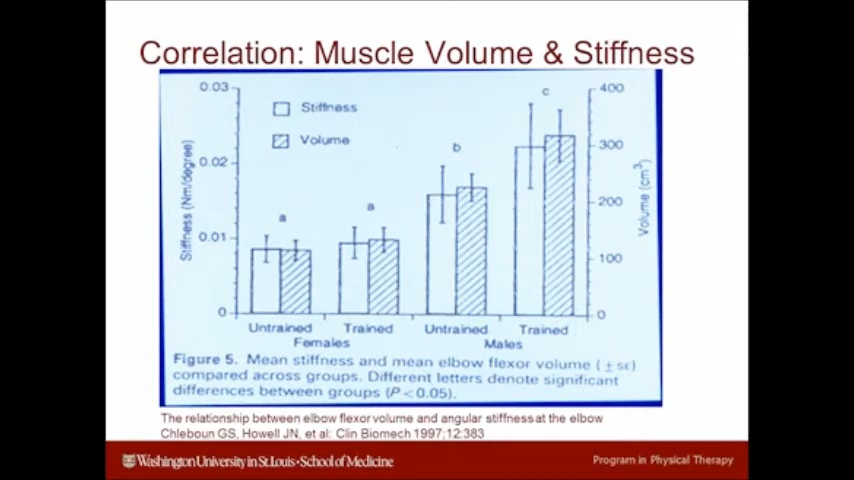 Correlation: Muscle Volume & Stiffness
0.03
0.02
0.01
0
Stiffness (Nm/degree)
Stiffness
Volume
a
a
b
c
400
300
200
100
0
Volume (cm³)
Untrained Trained Untrained Trained
Females Males
Figure 5. Mean stiffness and mean elbow flexor volume (±SE)
compared across groups. Different letters denote significant
differences between groups (P<0.05).
The relationship between elbow flexor volume and angular stiffness at the elbow
Chleboun GS, Howell JN, et al: Clin Biomech 1997;12:383
Washington University in St. Louis • School of Medicine
Program in Physical Therapy